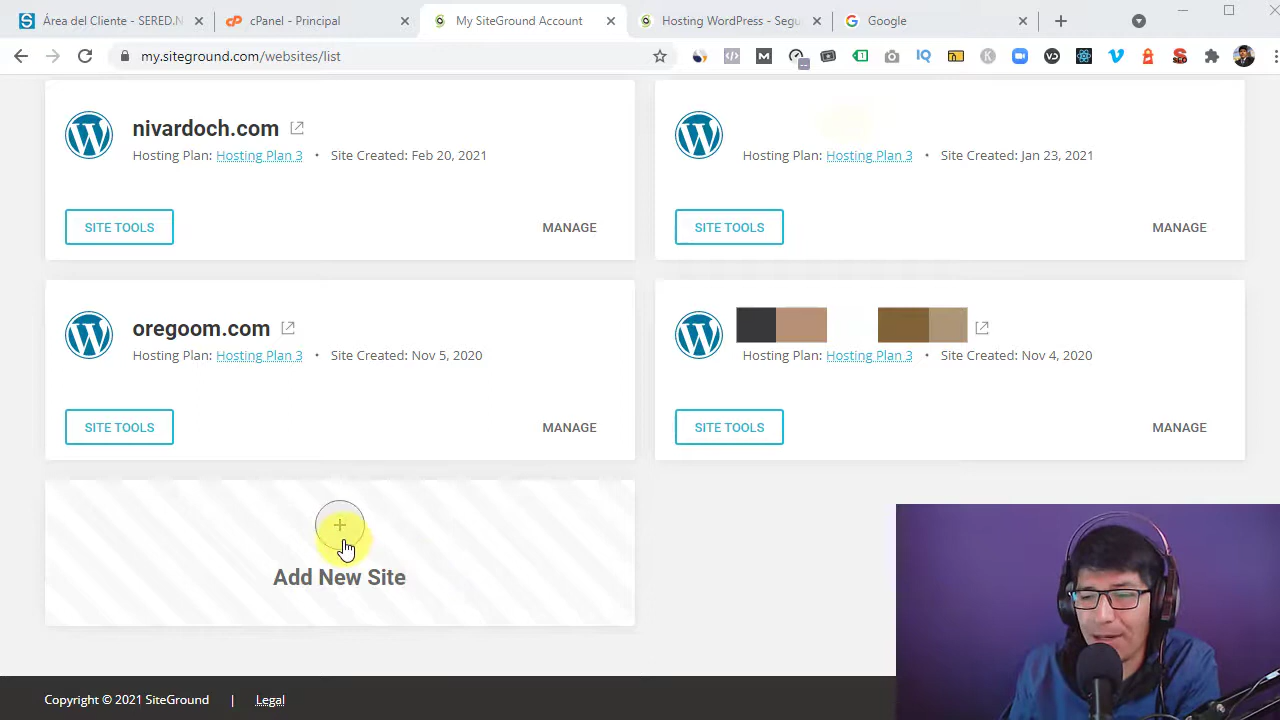 Área del Cliente - SERED.N
cPanel - Principal
My SiteGround Account
Hosting WordPress - Segu
Google
my.siteground.com/websites/list
nivardoch.com
Hosting Plan: Hosting Plan 3 • Site Created: Feb 20, 2021
SITE TOOLS
MANAGE
Hosting Plan: Hosting Plan 3 • Site Created: Jan 23, 2021
SITE TOOLS
MANAGE
oregoom.com
Hosting Plan: Hosting Plan 3 • Site Created: Nov 5, 2020
SITE TOOLS
MANAGE
Hosting Plan: Hosting Plan 3 • Site Created: Nov 4, 2020
SITE TOOLS
MANAGE
Add New Site
Copyright © 2021 SiteGround | Legal